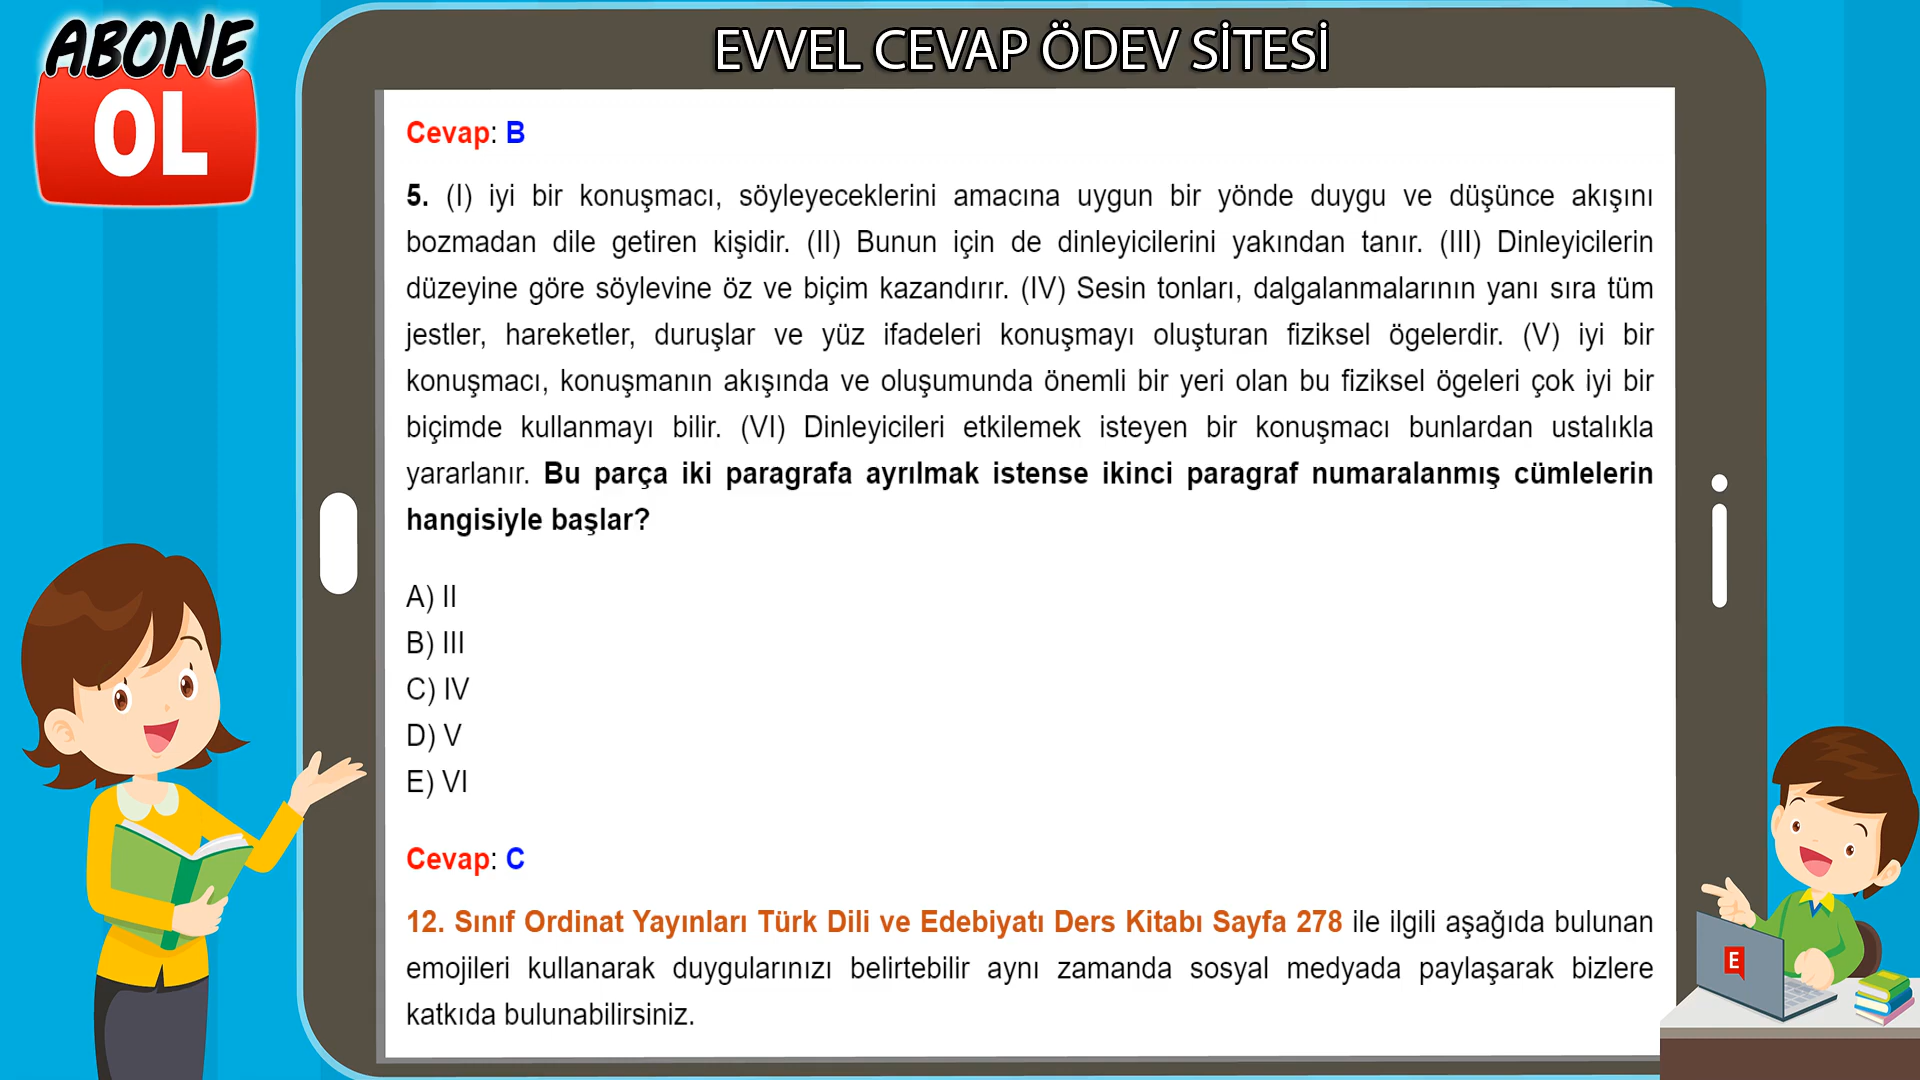 ABONE
OL
EVVEL CEVAP ÖDEV SİTESİ
Cevap: B
5. (I) iyi bir konuşmacı, söyleyeceklerini amacına uygun bir yönde duygu ve düşünce akışını
bozmadan dile getiren kişidir. (II) Bunun için de dinleyicilerini yakından tanır. (III) Dinleyicilerin
düzeyine göre söylevine öz ve biçim kazandırır. (IV) Sesin tonları, dalgalanmalarının yanı sıra tüm
jestler, hareketler, duruşlar ve yüz ifadeleri konuşmayı oluşturan fiziksel ögelerdir. (V) iyi bir
konuşmacı, konuşmanın akışında ve oluşumunda önemli bir yeri olan bu fiziksel ögeleri çok iyi bir
biçimde kullanmayı bilir. (VI) Dinleyicileri etkilemek isteyen bir konuşmacı bunlardan ustalıkla
yararlanır. Bu parça iki paragrafa ayrılmak istense ikinci paragraf numaralanmış cümlelerin
hangisiyle başlar?
A) II
B) III
C) IV
D) V
E) VI
Cevap: C
12. Sınıf Ordinat Yayınları Türk Dili ve Edebiyatı Ders Kitabı Sayfa 278 ile ilgili aşağıda bulunan
emojileri kullanarak duygularınızı belirtebilir aynı zamanda sosyal medyada paylaşarak bizlere
katkıda bulunabilirsiniz.
E